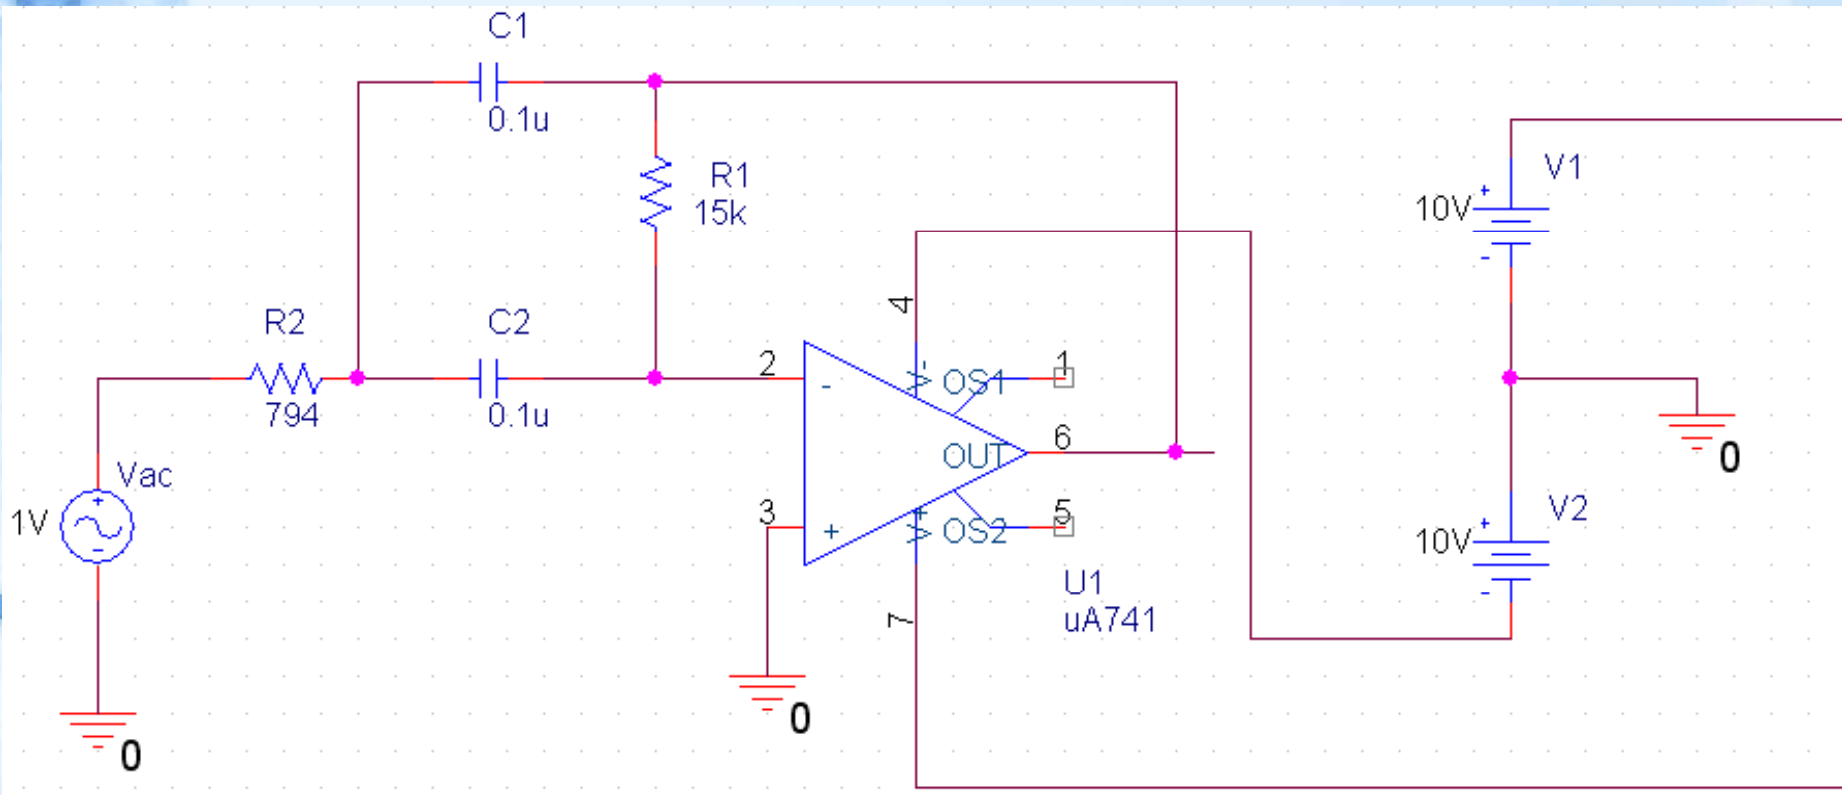 C1
0.1u
R1
15k
R2
794
C2
0.1u
Vac
1V
+
-
0
2
-
3
+
0
4
V-
OS1
1
OUT
6
OS2
5
V+
7
U1
uA741
V1
10V
+
-
0
V2
10V
+
-